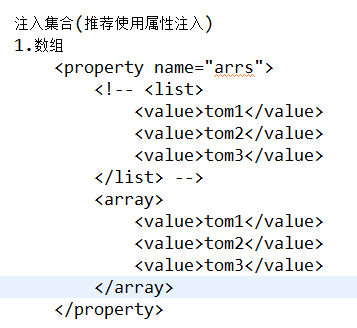 注入集合(推荐使用属性注入)
1.数组
    <property name="arrs">
        <!-- <list>
            <value>tom1</value>
            <value>tom2</value>
            <value>tom3</value>
        </list> -->
        <array>
            <value>tom1</value>
            <value>tom2</value>
            <value>tom3</value>
        </array>
    </property>